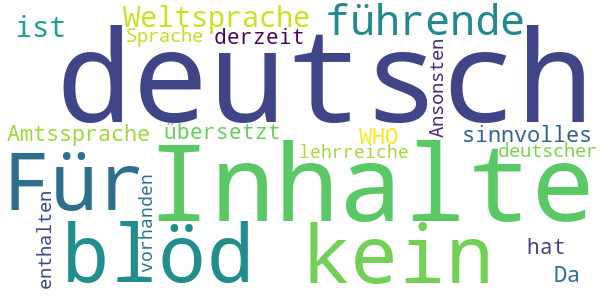 Weltsprache führende
ist Sprache derzeit
deutsch
Ansonsten
Amtssprache übersetzt WHO sinnvolles
lehrreiche deutscher
Für Inhalte
enthalten vorhanden
blöd kein hat
Da